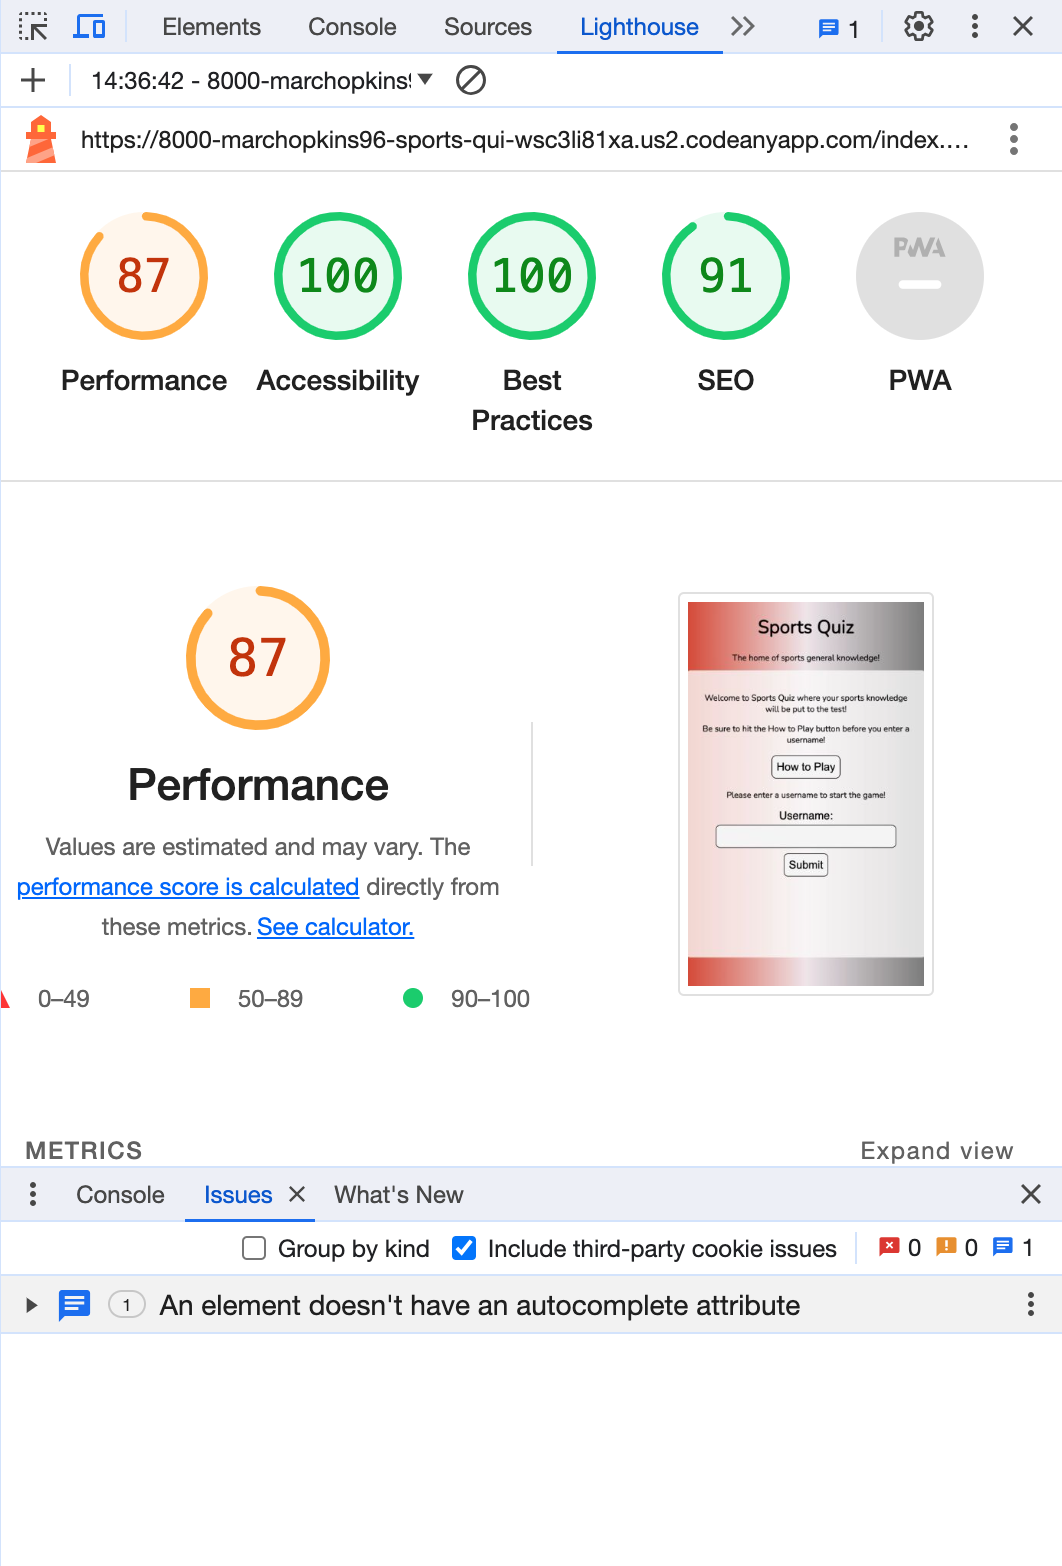 Elements Console Sources Lighthouse 1
14:36:42 - 8000-marchopkins
https://8000-marchopkins96-sports-qui-wsc3li81xa.us2.codeanyapp.com/index....
87 100 100 91 PWA
Performance Accessibility Best Practices SEO PWA
87
Performance
Values are estimated and may vary. The
performance score is calculated directly from
these metrics. See calculator.
0–49 50–89 90–100
Sports Quiz
The home of sports general knowledge!
Welcome to Sports Quiz where your sports knowledge
will be put to the test!
Be sure to hit the How to Play button before you enter a
username!
How to Play
Please enter a username to start the game!
Username:
Submit
METRICS Expand view
Console Issues What's New
Group by kind Include third-party cookie issues 0 0 1
1 An element doesn't have an autocomplete attribute